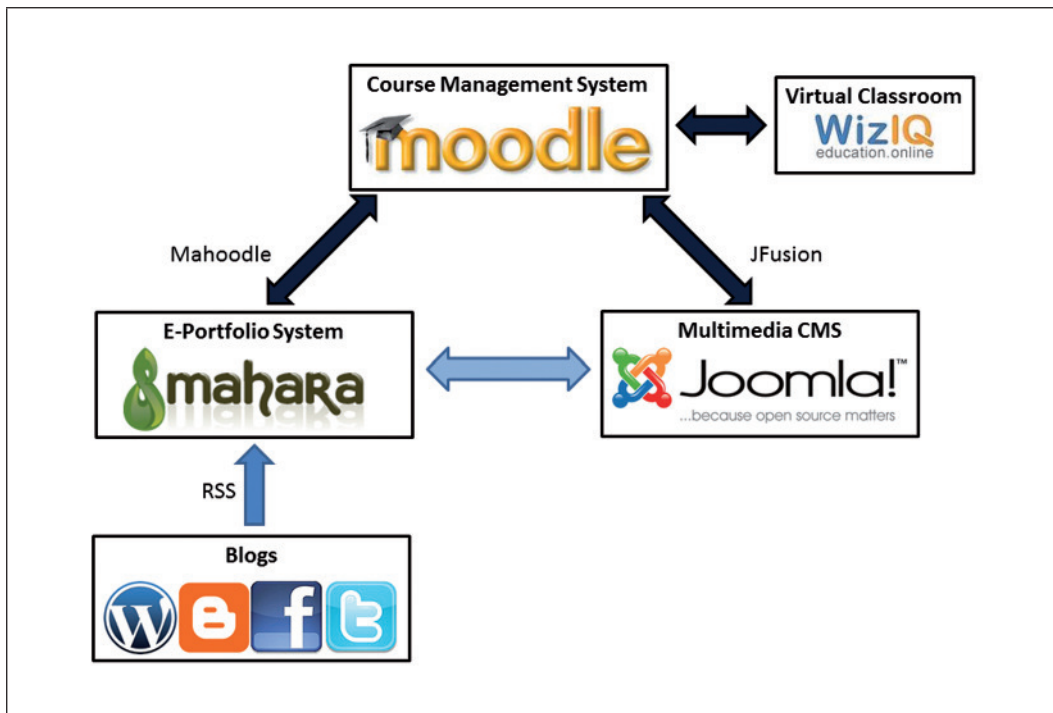 Course Management System
moodle
Virtual Classroom
WizIQ
education.online
Mahoodle
JFusion
E-Portfolio System
mahara
Multimedia CMS
Joomla!™
...because open source matters
RSS
Blogs
W
B
f
t